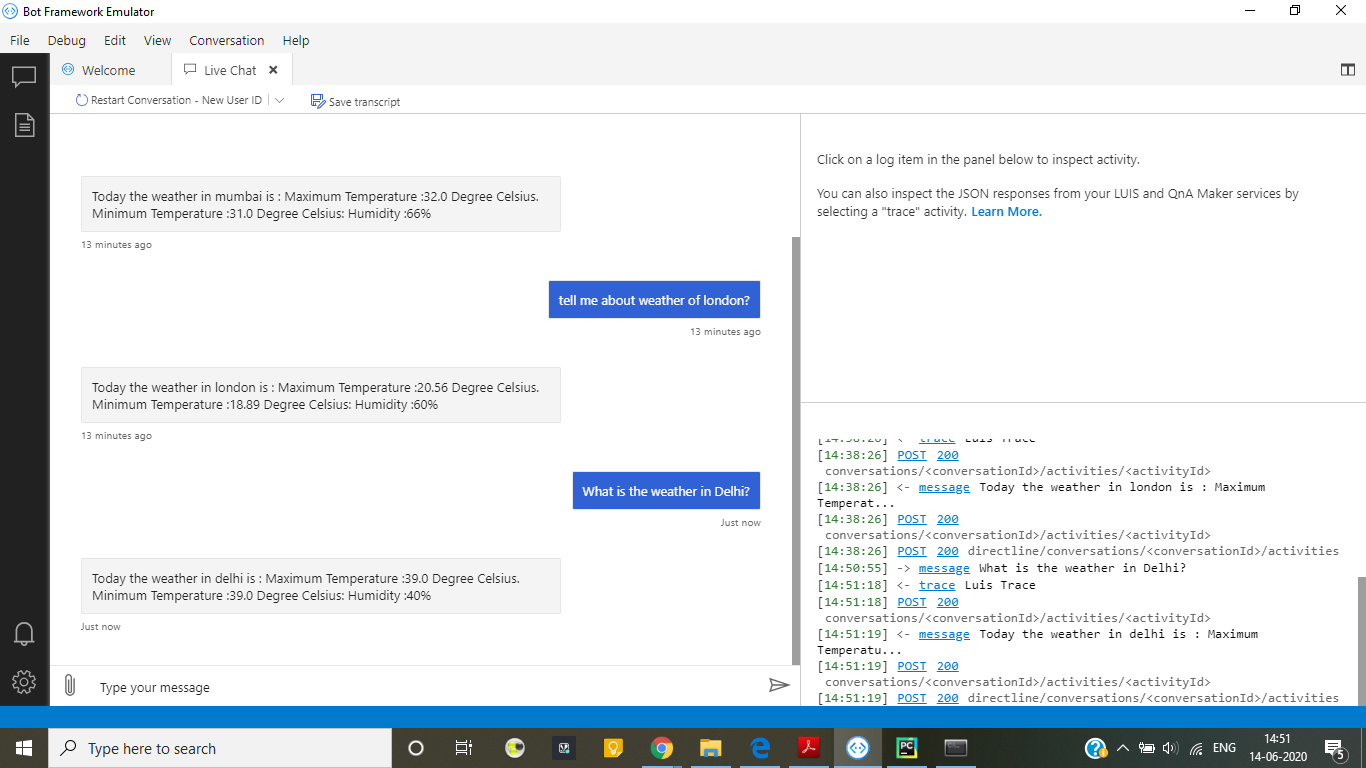 Bot Framework Emulator
File Debug Edit View Conversation Help
Welcome Live Chat
Restart Conversation - New User ID Save transcript
Today the weather in mumbai is : Maximum Temperature :32.0 Degree Celsius.
Minimum Temperature :31.0 Degree Celsius: Humidity :66%
13 minutes ago
tell me about weather of london?
13 minutes ago
Today the weather in london is : Maximum Temperature :20.56 Degree Celsius.
Minimum Temperature :18.89 Degree Celsius: Humidity :60%
13 minutes ago
What is the weather in Delhi?
Just now
Today the weather in delhi is : Maximum Temperature :39.0 Degree Celsius.
Minimum Temperature :39.0 Degree Celsius: Humidity :40%
Just now
Type your message
Click on a log item in the panel below to inspect activity.
You can also inspect the JSON responses from your LUIS and QnA Maker services by
selecting a "trace" activity. Learn More.
[14:38:26] <- trace Luis Trace
[14:38:26] POST 200
conversations/<conversationId>/activities/<activityId>
[14:38:26] <- message Today the weather in london is : Maximum
Temperat...
[14:38:26] POST 200
conversations/<conversationId>/activities/<activityId>
[14:38:26] POST 200 directline/conversations/<conversationId>/activities
[14:50:55] -> message What is the weather in Delhi?
[14:51:18] <- trace Luis Trace
[14:51:18] POST 200
conversations/<conversationId>/activities/<activityId>
[14:51:19] <- message Today the weather in delhi is : Maximum
Temperatu...
[14:51:19] POST 200
conversations/<conversationId>/activities/<activityId>
[14:51:19] POST 200 directline/conversations/<conversationId>/activities
Type here to search
PC
ENG
14:51
14-06-2020
5